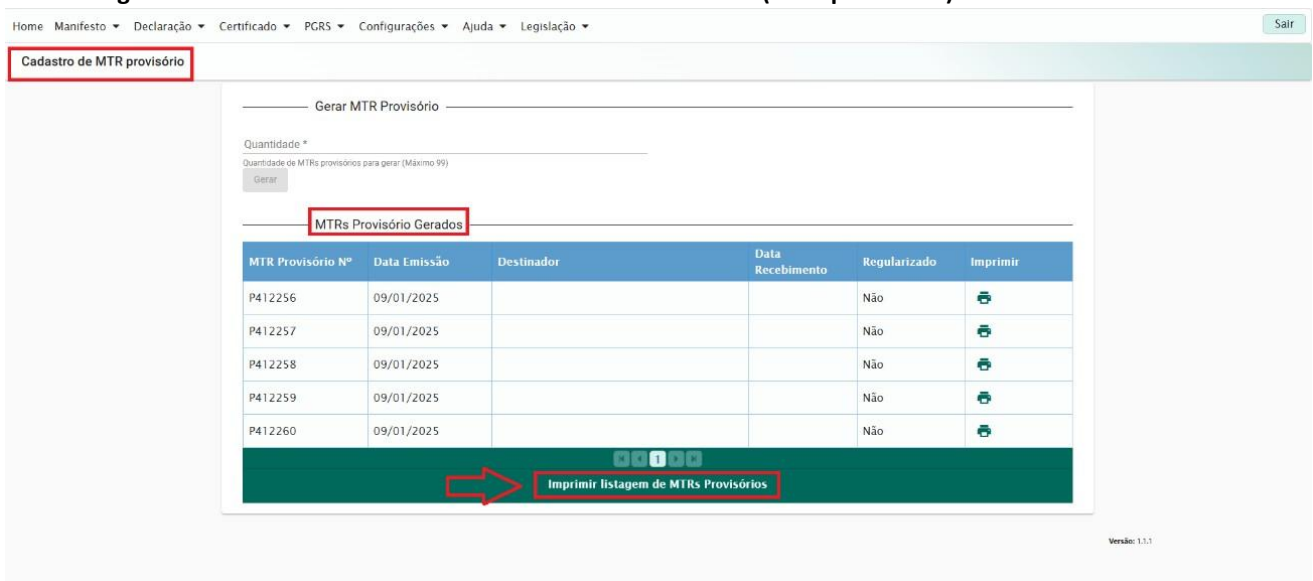 Home Manifesto Declaração Certificado PGRS Configurações Ajuda Legislação Sair
Cadastro de MTR provisório
Gerar MTR Provisório
Quantidade *
Quantidade de MTRs provisórios para gerar (Máximo 99)
Gerar
MTRs Provisório Gerados
MTR Provisório Nº Data Emissão Destinador Data Recebimento Regularizado Imprimir
P412256 09/01/2025 Não
P412257 09/01/2025 Não
P412258 09/01/2025 Não
P412259 09/01/2025 Não
P412260 09/01/2025 Não
1
Imprimir listagem de MTRs Provisórios
Versão: 1.1.1